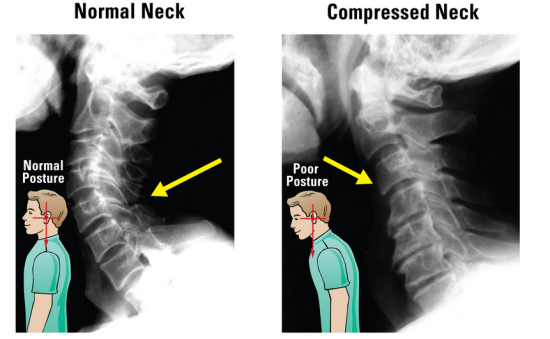 Normal Neck
Compressed Neck
Normal
Posture
Poor
Posture